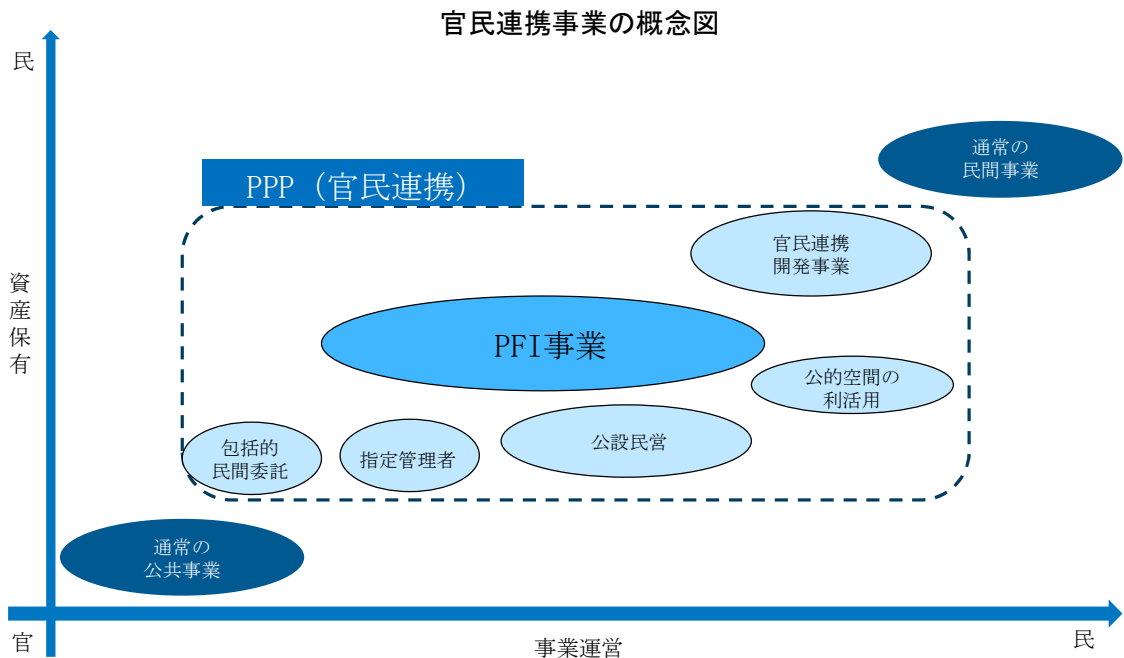 官民連携事業の概念図
民
通常の
民間事業
PPP（官民連携）
官民連携
開発事業
資
産
保
有
PFI事業
公的空間の
利活用
包括的
民間委託
指定管理者
公設民営
通常の
公共事業
官
事業運営
民